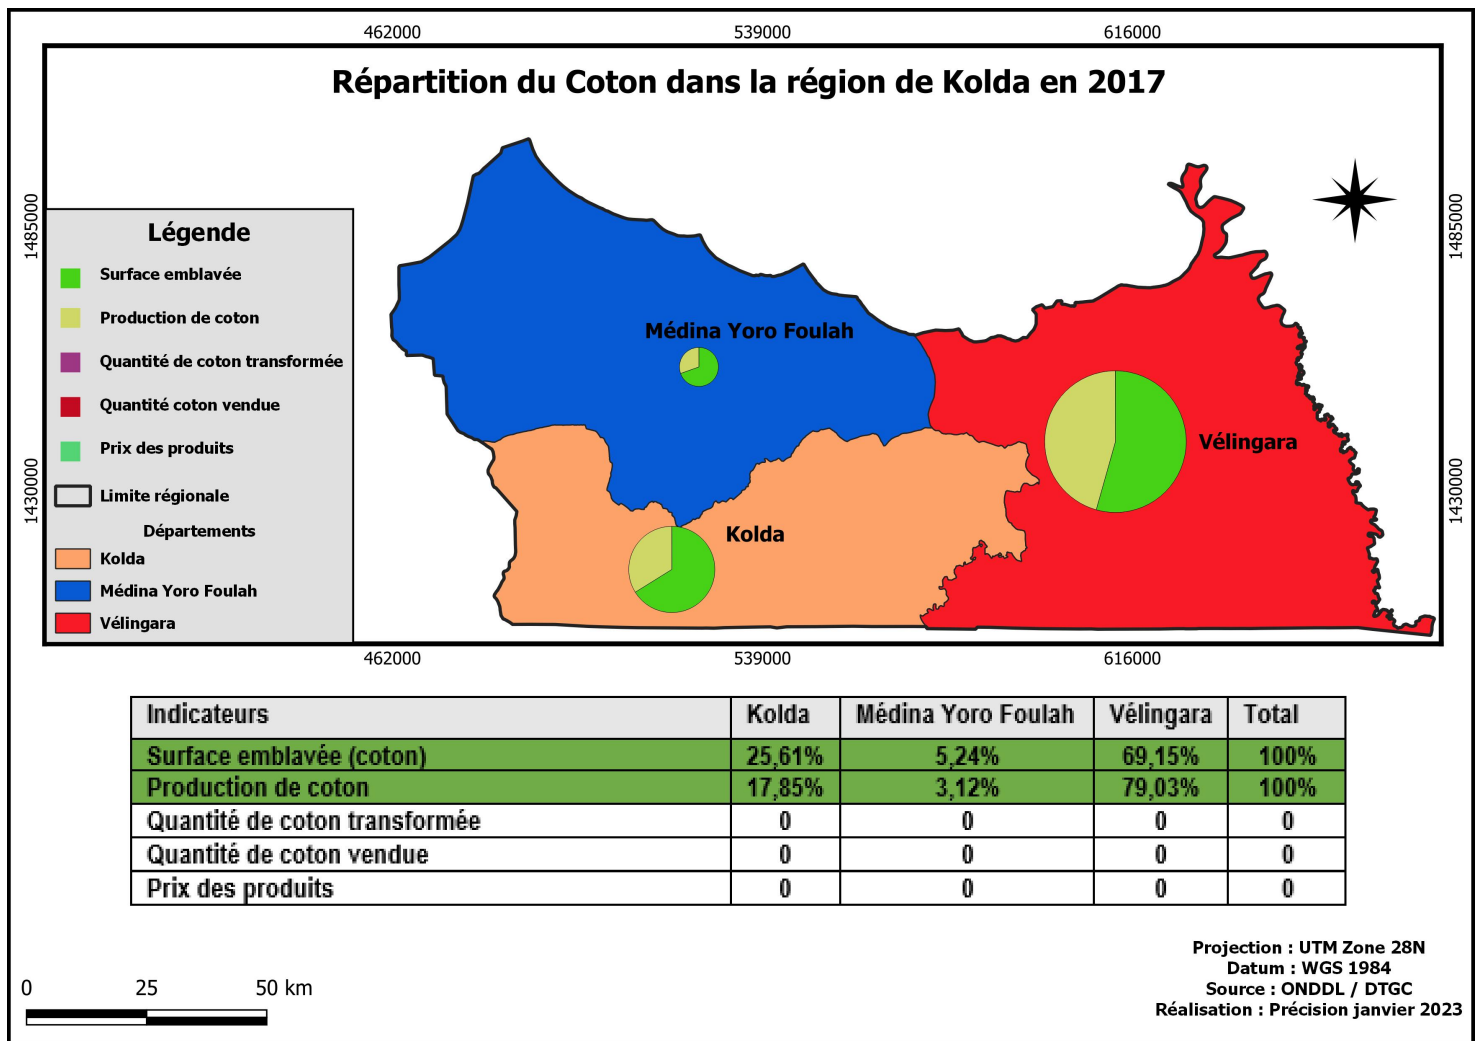 462000 539000 616000
Répartition du Coton dans la région de Kolda en 2017
1485000
1485000
1430000
1430000
Légende
Surface emblavée
Production de coton
Quantité de coton transformée
Quantité coton vendue
Prix des produits
Limite régionale
Départements
Kolda
Médina Yoro Foulah
Vélingara
Médina Yoro Foulah
Vélingara
Kolda
462000 539000 616000
Indicateurs Kolda Médina Yoro Foulah Vélingara Total
Surface emblavée (coton) 25,61% 5,24% 69,15% 100%
Production de coton 17,85% 3,12% 79,03% 100%
Quantité de coton transformée 0 0 0 0
Quantité de coton vendue 0 0 0 0
Prix des produits 0 0 0 0
Projection : UTM Zone 28N
Datum : WGS 1984
Source : ONDDL / DTGC
Réalisation : Précision janvier 2023
0 25 50 km